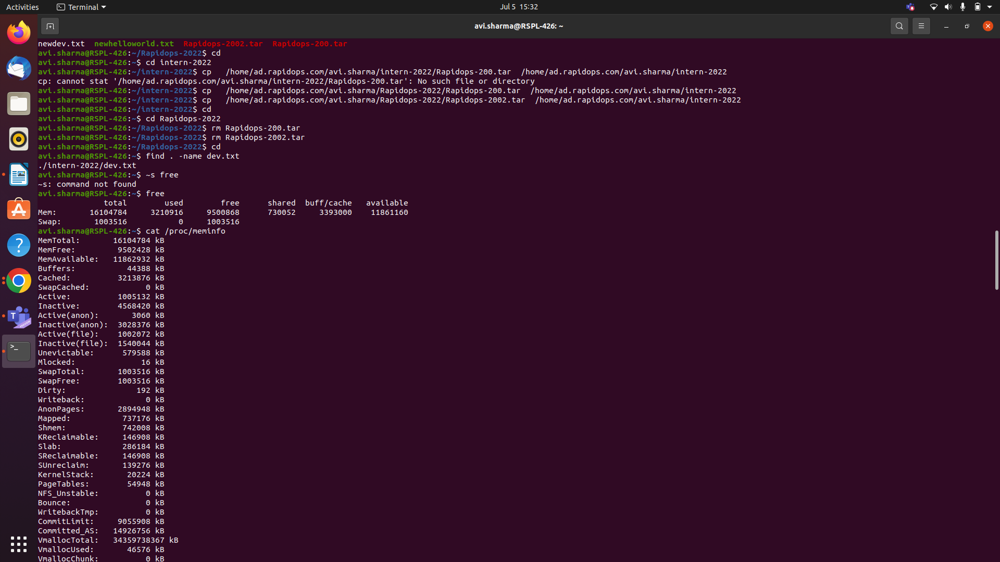 Activities Terminal Jul 5 15:32
avi.sharma@RSPL-426: ~
newdev.txt  newhelloworld.txt  Rapidops-2002.tar  Rapidops-200.tar
avi.sharma@RSPL-426:~/Rapidops-2022$ cd
avi.sharma@RSPL-426:~$ cd intern-2022
avi.sharma@RSPL-426:~/intern-2022$ cp   /home/ad.rapidops.com/avi.sharma/intern-2022/Rapidops-200.tar  /home/ad.rapidops.com/avi.sharma/intern-2022
cp: cannot stat '/home/ad.rapidops.com/avi.sharma/intern-2022/Rapidops-200.tar': No such file or directory
avi.sharma@RSPL-426:~/intern-2022$ cp   /home/ad.rapidops.com/avi.sharma/Rapidops-2022/Rapidops-200.tar  /home/ad.rapidops.com/avi.sharma/intern-2022
avi.sharma@RSPL-426:~/intern-2022$ cp   /home/ad.rapidops.com/avi.sharma/Rapidops-2022/Rapidops-2002.tar  /home/ad.rapidops.com/avi.sharma/intern-2022
avi.sharma@RSPL-426:~/intern-2022$ cd
avi.sharma@RSPL-426:~$ cd Rapidops-2022
avi.sharma@RSPL-426:~/Rapidops-2022$ rm Rapidops-200.tar
avi.sharma@RSPL-426:~/Rapidops-2022$ rm Rapidops-2002.tar
avi.sharma@RSPL-426:~/Rapidops-2022$ cd
avi.sharma@RSPL-426:~$ find . -name dev.txt
./intern-2022/dev.txt
avi.sharma@RSPL-426:~$ ~s free
~s: command not found
avi.sharma@RSPL-426:~$ free
              total        used        free      shared  buff/cache   available
Mem:       16104784     3210916     9500868      730052     3393000    11861160
Swap:       1003516           0     1003516
avi.sharma@RSPL-426:~$ cat /proc/meminfo
MemTotal:       16104784 kB
MemFree:         9502428 kB
MemAvailable:   11862932 kB
Buffers:           44388 kB
Cached:          3213876 kB
SwapCached:            0 kB
Active:          1005132 kB
Inactive:        4568420 kB
Active(anon):       3060 kB
Inactive(anon):  3028376 kB
Active(file):    1002072 kB
Inactive(file):  1540044 kB
Unevictable:      579588 kB
Mlocked:              16 kB
SwapTotal:       1003516 kB
SwapFree:        1003516 kB
Dirty:               192 kB
Writeback:             0 kB
AnonPages:       2894948 kB
Mapped:           737176 kB
Shmem:            742008 kB
KReclaimable:     146908 kB
Slab:             286184 kB
SReclaimable:     146908 kB
SUnreclaim:       139276 kB
KernelStack:       20224 kB
PageTables:        54948 kB
NFS_Unstable:          0 kB
Bounce:                0 kB
WritebackTmp:          0 kB
CommitLimit:     9055908 kB
Committed_AS:   14926756 kB
VmallocTotal:   34359738367 kB
VmallocUsed:       46576 kB
VmallocChunk:          0 kB